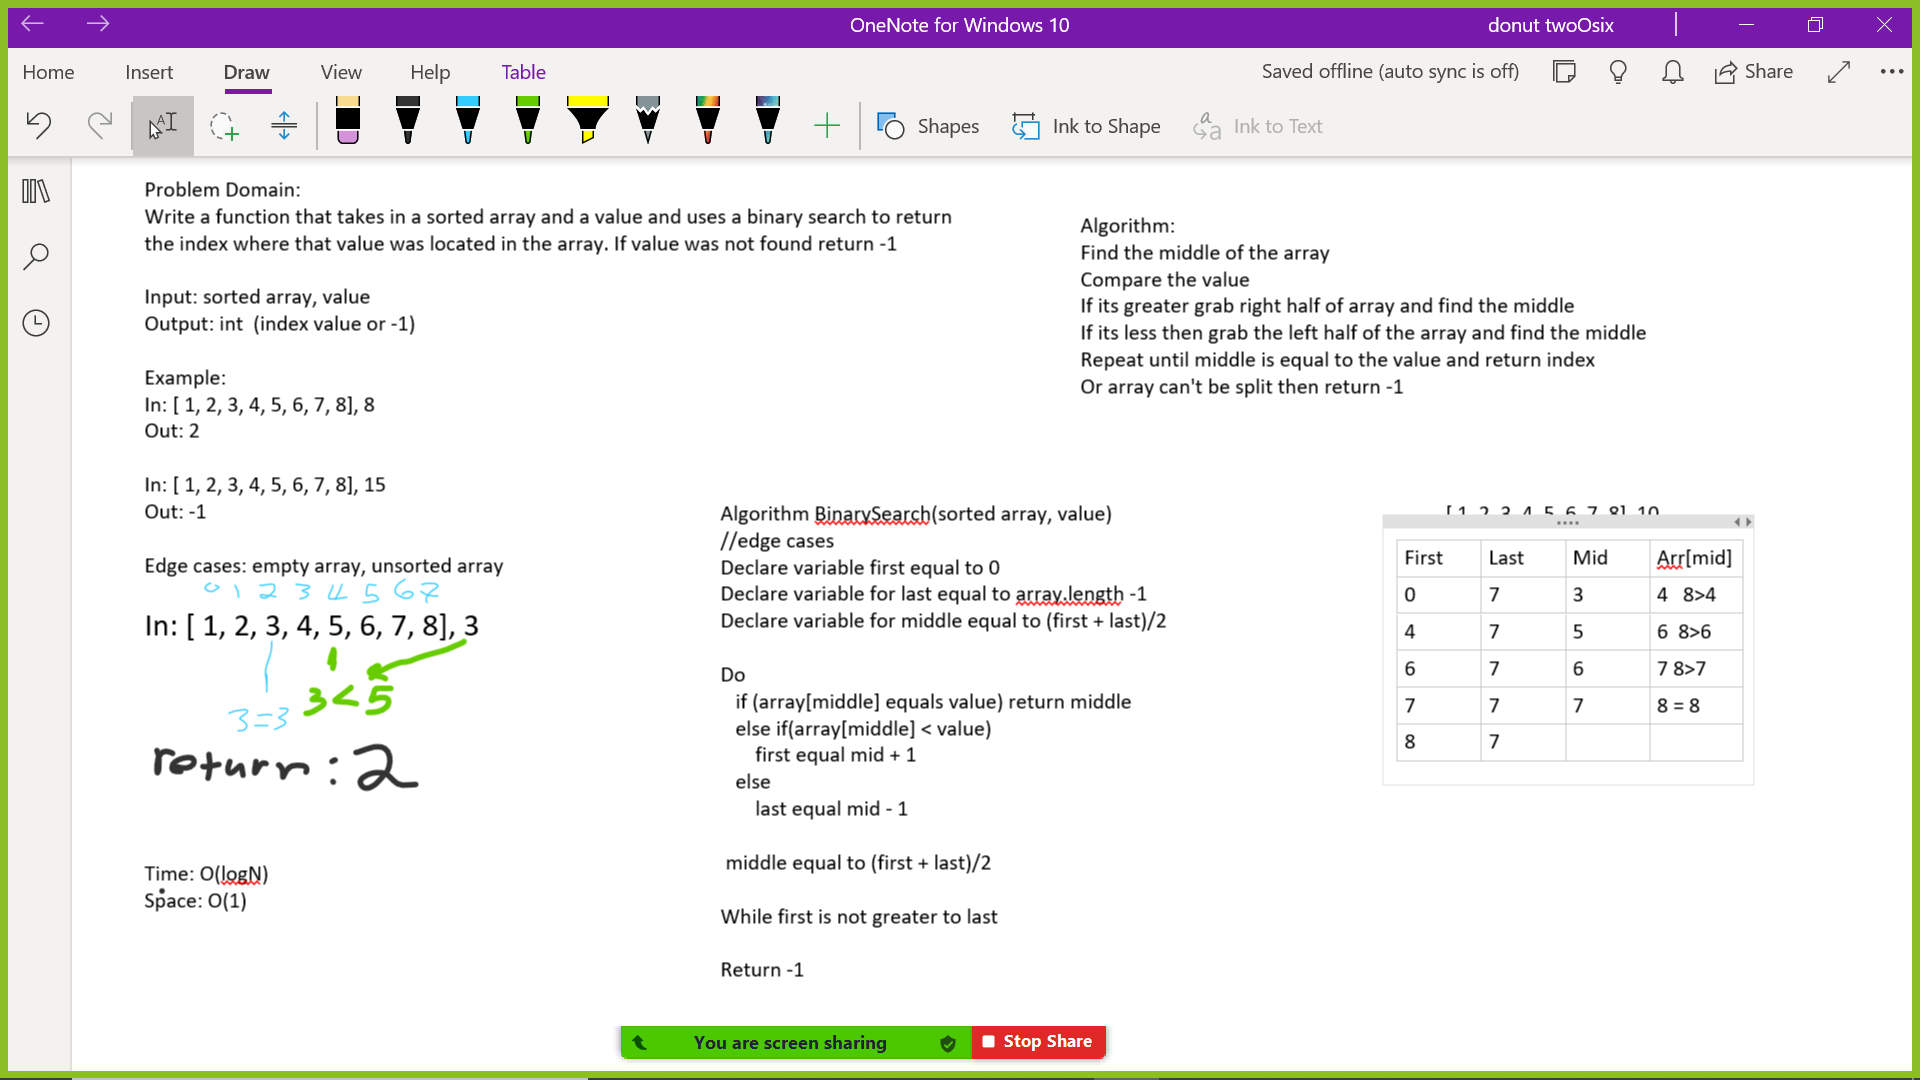 OneNote for Windows 10
donut twoOsix
Home Insert Draw View Help Table
Saved offline (auto sync is off) Share
Shapes Ink to Shape Ink to Text
Problem Domain:
Write a function that takes in a sorted array and a value and uses a binary search to return
the index where that value was located in the array. If value was not found return -1
Input: sorted array, value
Output: int (index value or -1)
Example:
In: [ 1, 2, 3, 4, 5, 6, 7, 8], 8
Out: 2
In: [ 1, 2, 3, 4, 5, 6, 7, 8], 15
Out: -1
Edge cases: empty array, unsorted array
0 1 2 3 4 5 6 7
In: [ 1, 2, 3, 4, 5, 6, 7, 8], 3
3 < 5
3=3
return: 2
Time: O(logN)
Space: O(1)
Algorithm:
Find the middle of the array
Compare the value
If its greater grab right half of array and find the middle
If its less then grab the left half of the array and find the middle
Repeat until middle is equal to the value and return index
Or array can't be split then return -1
Algorithm BinarySearch(sorted array, value)
//edge cases
Declare variable first equal to 0
Declare variable for last equal to array.length -1
Declare variable for middle equal to (first + last)/2
Do
if (array[middle] equals value) return middle
else if(array[middle] < value)
first equal mid + 1
else
last equal mid - 1
middle equal to (first + last)/2
While first is not greater to last
Return -1
[ 1, 2, 3, 4, 5, 6, 7, 8], 10
First Last Mid Arr[mid]
0 7 3 4 8>4
4 7 5 6 8>6
6 7 6 7 8>7
7 7 7 8 = 8
8 7
You are screen sharing Stop Share